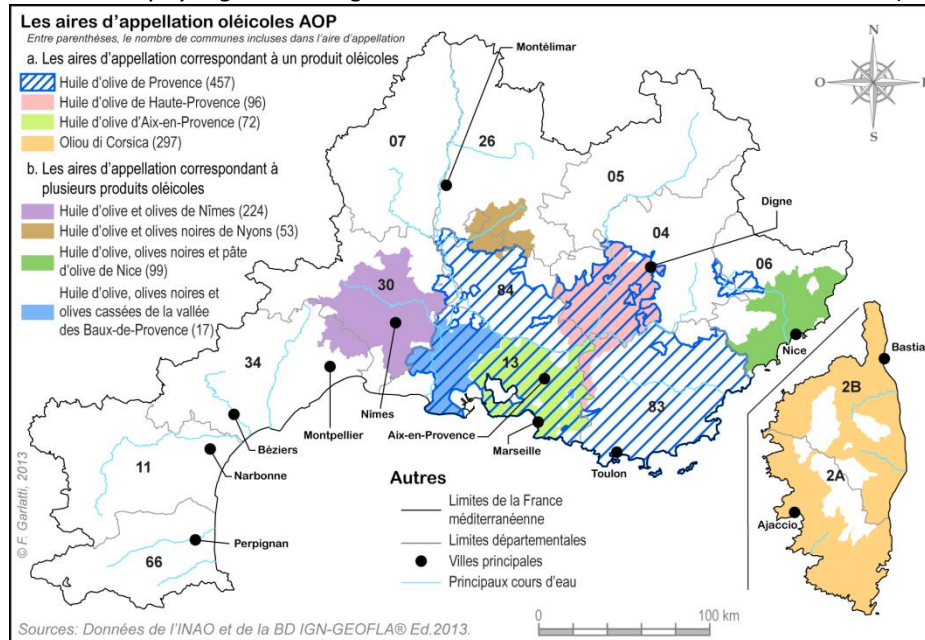 Les aires d'appellation oléicoles AOP
Entre parenthèses, le nombre de communes incluses dans l'aire d'appellation
a. Les aires d'appellation correspondant à un produit oléicoles
Huile d'olive de Provence (457)
Huile d'olive de Haute-Provence (96)
Huile d'olive d'Aix-en-Provence (72)
Oliou di Corsica (297)
b. Les aires d'appellation correspondant à
plusieurs produits oléicoles
Huile d'olive et olives de Nîmes (224)
Huile d'olive et olives noires de Nyons (53)
Huile d'olive, olives noires et pâte
d'olive de Nice (99)
Huile d'olive, olives noires et
olives cassées de la vallée
des Baux-de-Provence (17)
Montélimar
N
O
E
S
07
26
05
Digne
04
06
84
30
Nice
Bastia
34
13
2B
Nîmes
83
Montpellier
Aix-en-Provence
Marseille
Béziers
Toulon
2A
11
Narbonne
Ajaccio
Perpignan
66
Autres
Limites de la France
méditerranéenne
Limites départementales
Villes principales
Principaux cours d'eau
0
100 km
© F. Garlatti, 2013
Sources: Données de l'INAO et de la BD IGN-GEOFLA® Ed.2013.